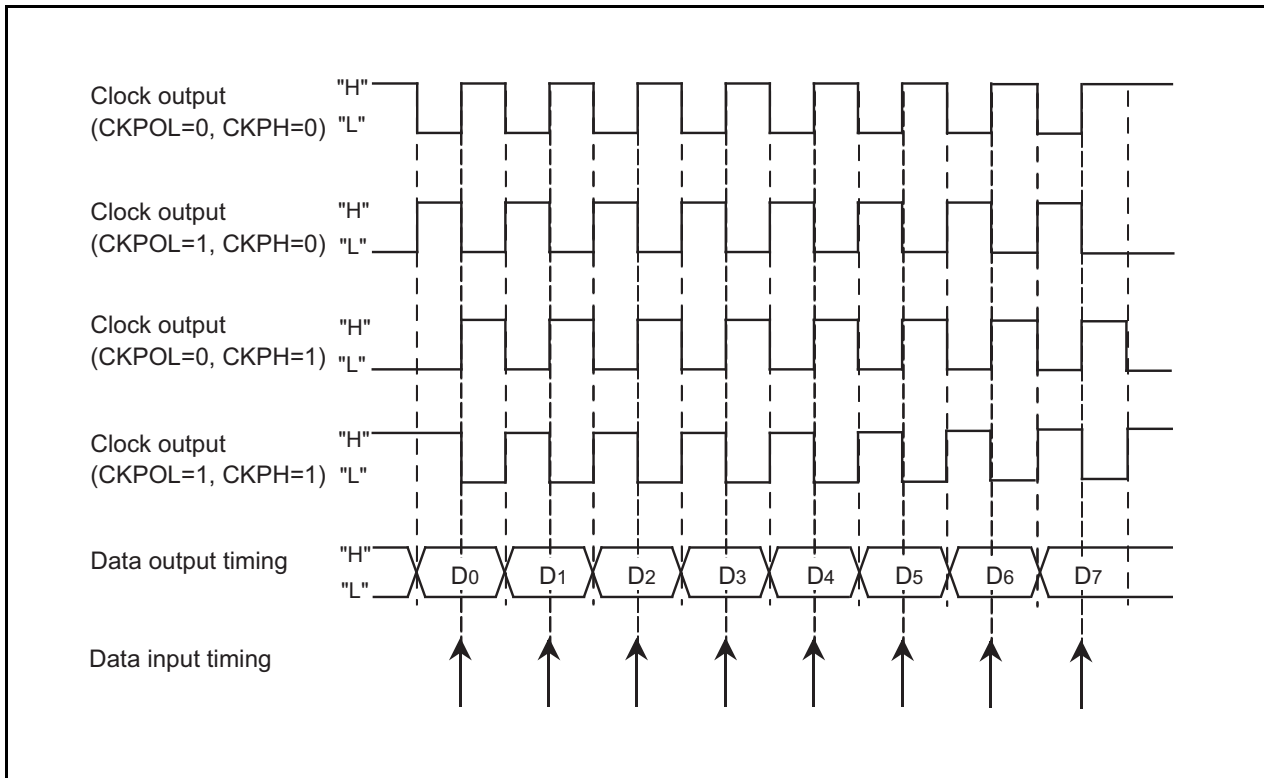 Clock output
(CKPOL=0, CKPH=0)
"H"
"L"
Clock output
(CKPOL=1, CKPH=0)
"H"
"L"
Clock output
(CKPOL=0, CKPH=1)
"H"
"L"
Clock output
(CKPOL=1, CKPH=1)
"H"
"L"
Data output timing
"H"
"L"
D0 D1 D2 D3 D4 D5 D6 D7
Data input timing